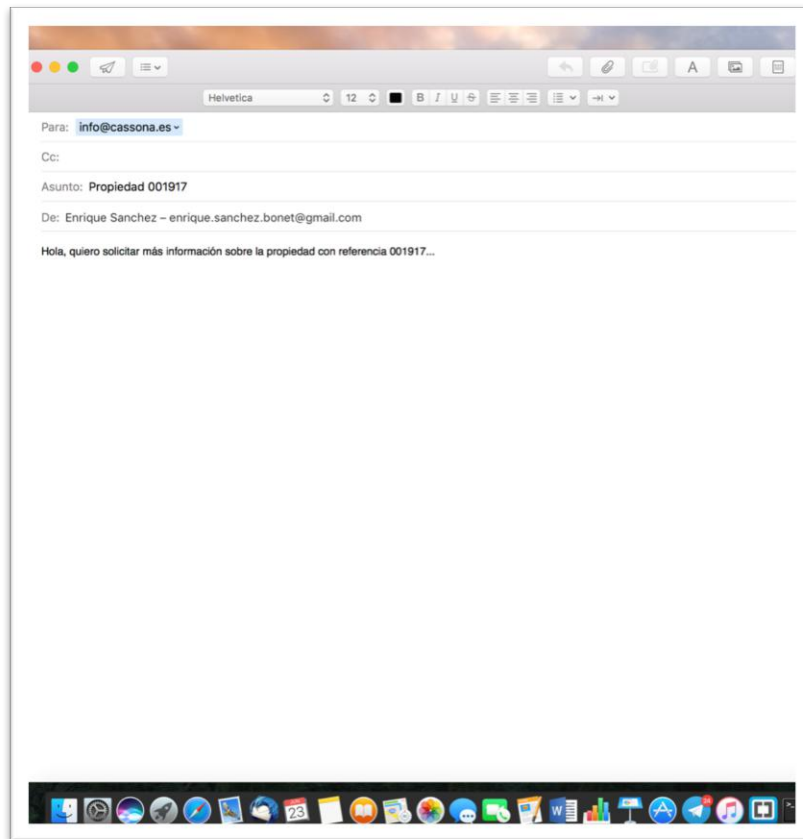 Helvetica 12 B I U S
A
Para: info@cassona.es
Cc:
Asunto: Propiedad 001917
De: Enrique Sanchez – enrique.sanchez.bonet@gmail.com
Hola, quiero solicitar más información sobre la propiedad con referencia 001917...
23